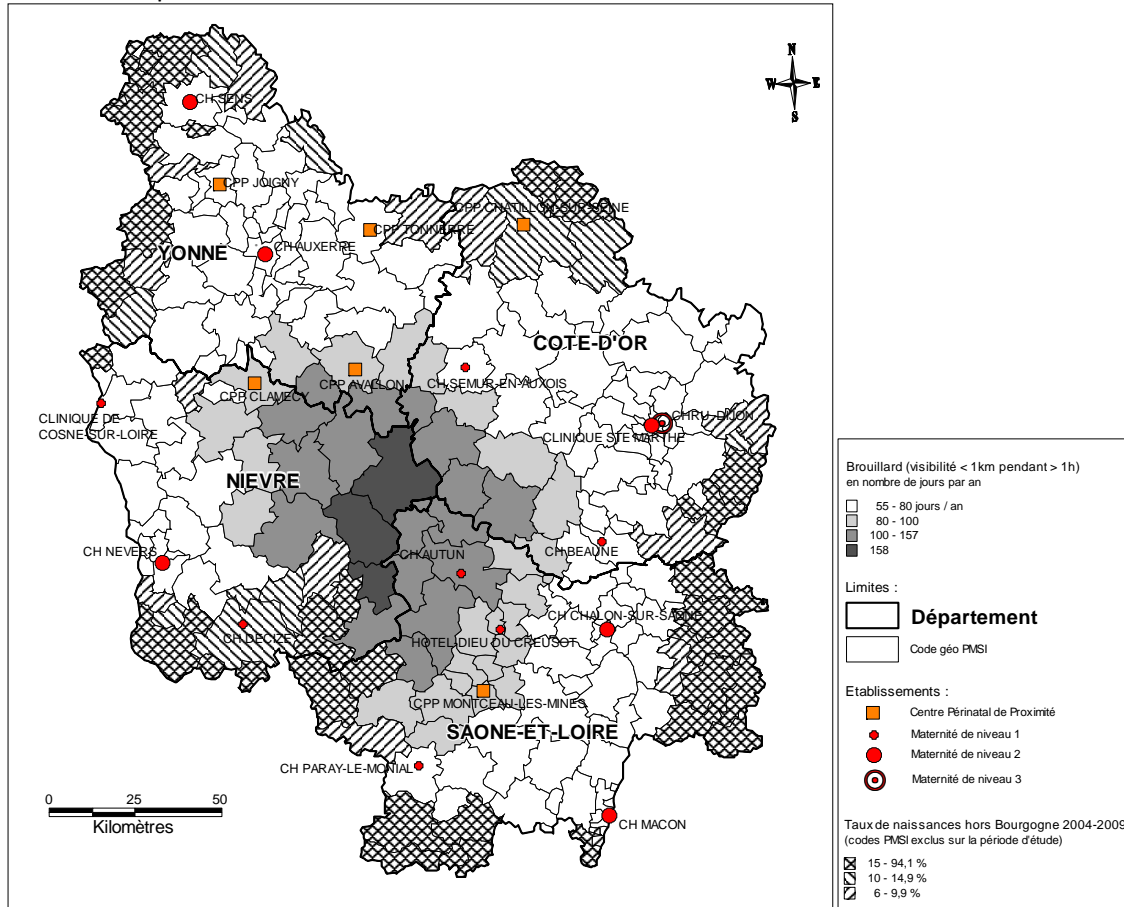 N
W E
S
CH SENS
CPP JOIGNY
CPP CHATILLON-SUR-SEINE
CPP TONNERRE
CH AUXERRE
YONNE
COTE-D'OR
CPP AVALLON
CH SEMUR-EN-AUXOIS
CPP CLAMECY
CLINIQUE DE
COSNE-SUR-LOIRE
CHRU DIJON
CLINIQUE STE MARTHE
NIEVRE
CH NEVERS
CH AUTUN
CH BEAUNE
CH DECIZE
CH CHALON-SUR-SAONE
HOTEL-DIEU DU CREUSOT
CPP MONTCEAU-LES-MINES
SAONE-ET-LOIRE
CH PARAY-LE-MONIAL
CH MACON
0 25 50
Kilomètres
Brouillard (visibilité < 1km pendant > 1h)
en nombre de jours par an
55 - 80 jours / an
80 - 100
100 - 157
158
Limites :
Département
Code géo PMSI
Etablissements :
Centre Périnatal de Proximité
Maternité de niveau 1
Maternité de niveau 2
Maternité de niveau 3
Taux de naissances hors Bourgogne 2004-2009
(codes PMSI exclus sur la période d'étude)
15 - 94,1 %
10 - 14,9 %
6 - 9,9 %